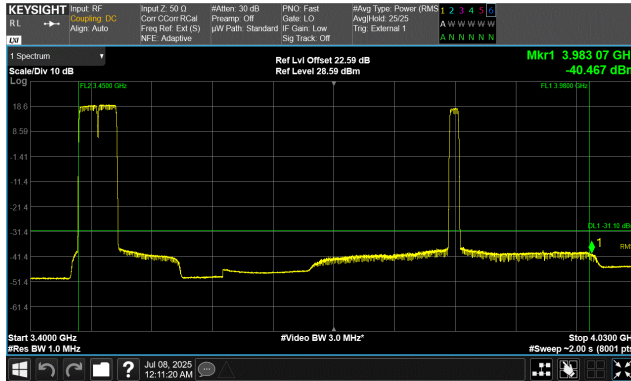 KEYSIGHT
RL
LXI
Input: RF
Coupling: DC
Align: Auto
Input Z: 50 Ω
Corr CCorr RCal
Freq Ref: Ext (S)
NFE: Adaptive
#Atten: 30 dB
Preamp: Off
µW Path: Standard
PNO: Fast
Gate: LO
IF Gain: Low
Sig Track: Off
#Avg Type: Power (RMS
Avg|Hold: 25/25
Trig: External 1
1 2 3 4 5 6
A W W W W W
A N N N N N
1 Spectrum
Scale/Div 10 dB
Log
Ref Lvl Offset 22.59 dB
Ref Level 28.59 dBm
Mkr1 3.983 07 GH
-40.467 dBr
FL2 3.4500 GHz
FL1 3.9800 GHz
18.6
8.59
-1.41
-11.4
-21.4
-31.4
DL1 -31.10 dB
1
RMS
-41.4
-51.4
-61.4
Start 3.4000 GHz
#Res BW 1.0 MHz
#Video BW 3.0 MHz*
Stop 4.0300 GH
#Sweep ~2.00 s (8001 pts
?
Jul 08, 2025
12:11:20 AM